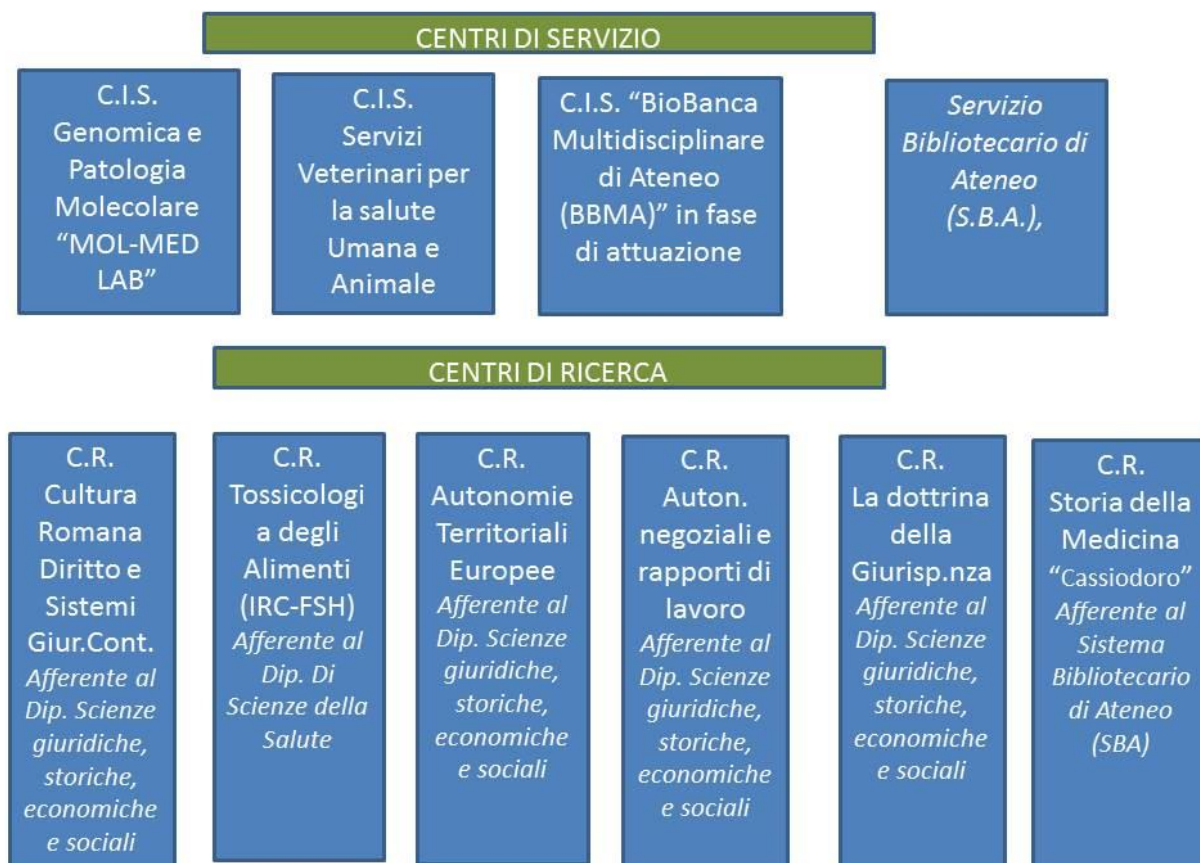 CENTRI DI SERVIZIO
C.I.S.
Genomica e
Patologia
Molecolare
“MOL-MED
LAB”
C.I.S.
Servizi
Veterinari per
la salute
Umana e
Animale
C.I.S. “BioBanca
Multidisciplinare
di Ateneo
(BBMA)” in fase
di attuazione
Servizio
Bibliotecario di
Ateneo
(S.B.A.),
CENTRI DI RICERCA
C.R.
Cultura
Romana
Diritto e
Sistemi
Giur.Cont.
Afferente al
Dip. Scienze
giuridiche,
storiche,
economiche
e sociali
C.R.
Tossicologi
a degli
Alimenti
(IRC-FSH)
Afferente al
Dip. Di
Scienze della
Salute
C.R.
Autonomie
Territoriali
Europee
Afferente al
Dip. Scienze
giuridiche,
storiche,
economiche
e sociali
C.R.
Auton.
negoziali e
rapporti di
lavoro
Afferente al
Dip. Scienze
giuridiche,
storiche,
economiche
e sociali
C.R.
La dottrina
della
Giurisp.nza
Afferente al
Dip. Scienze
giuridiche,
storiche,
economiche
e sociali
C.R.
Storia della
Medicina
“Cassiodoro”
Afferente al
Sistema
Bibliotecario
di Ateneo
(SBA)